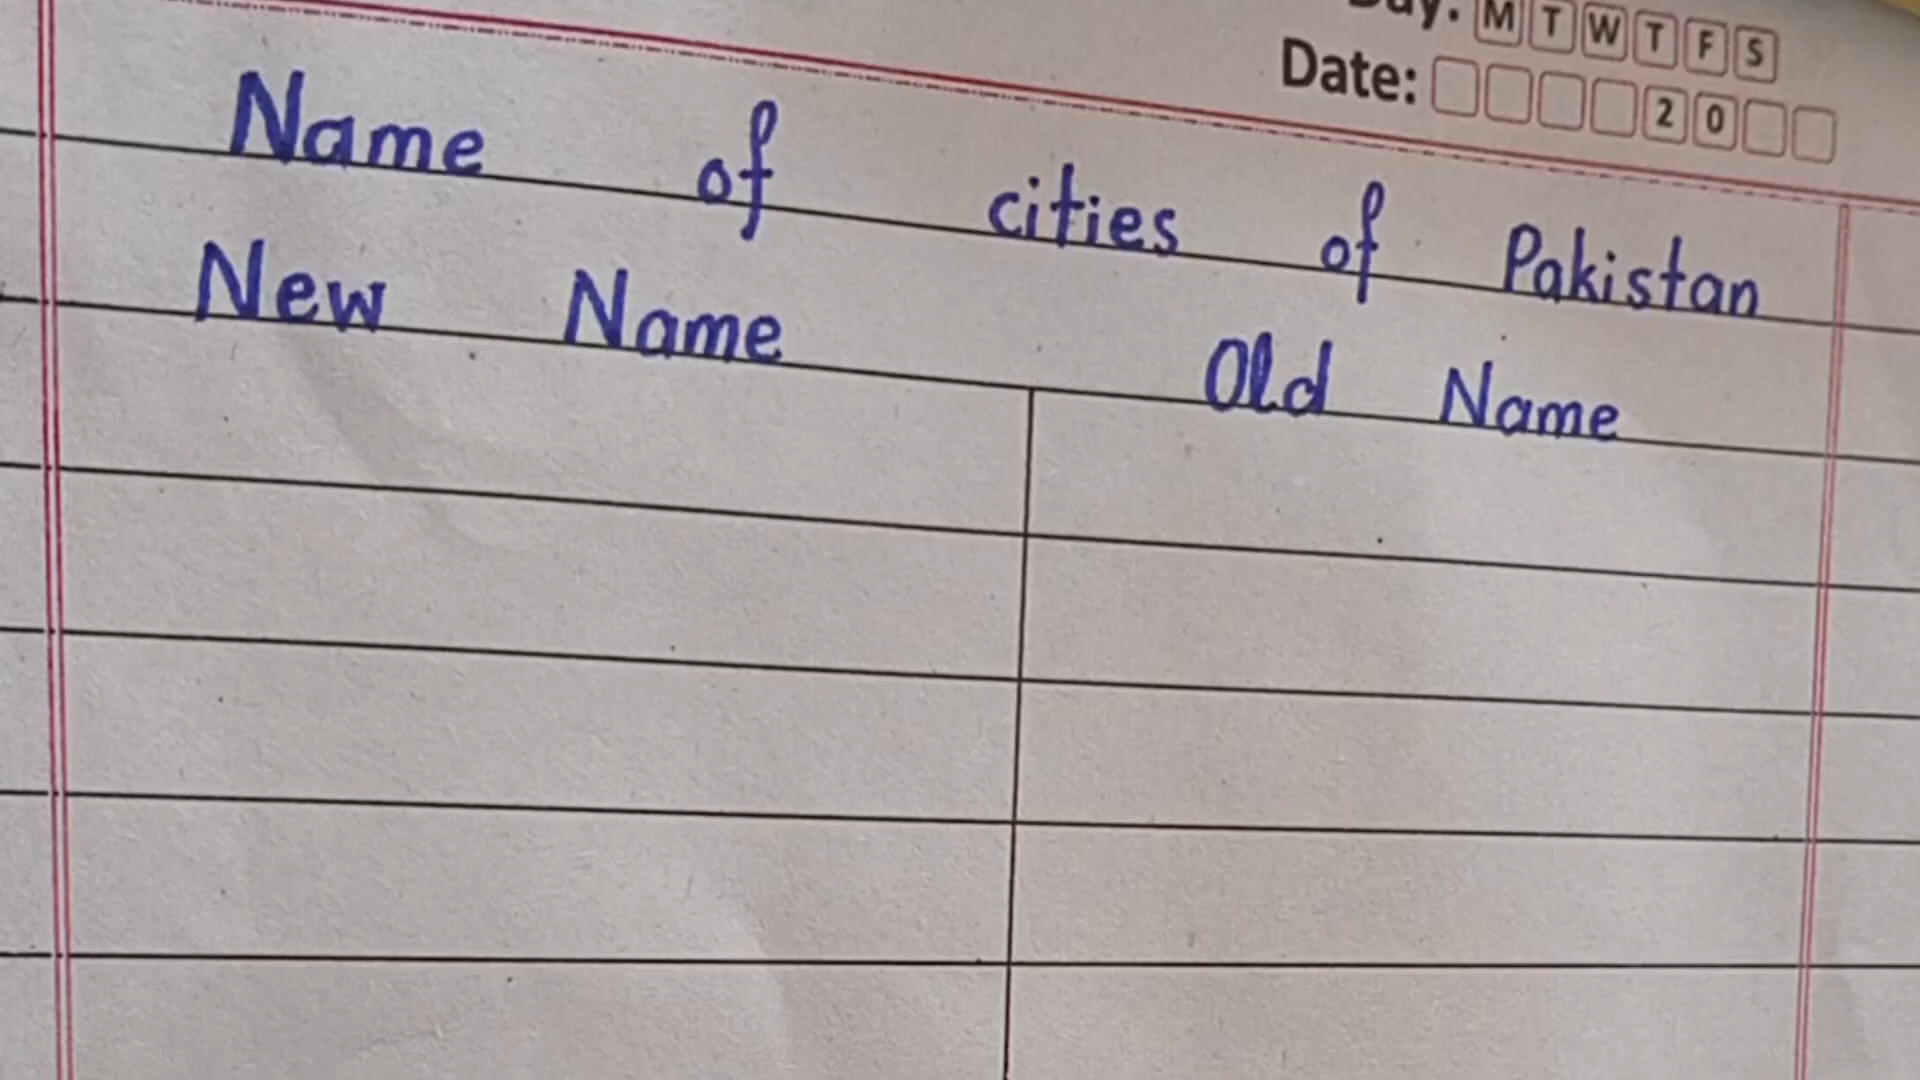 Day: M T W T F S
Date: 2 0
Name of cities of Pakistan
New Name Old Name